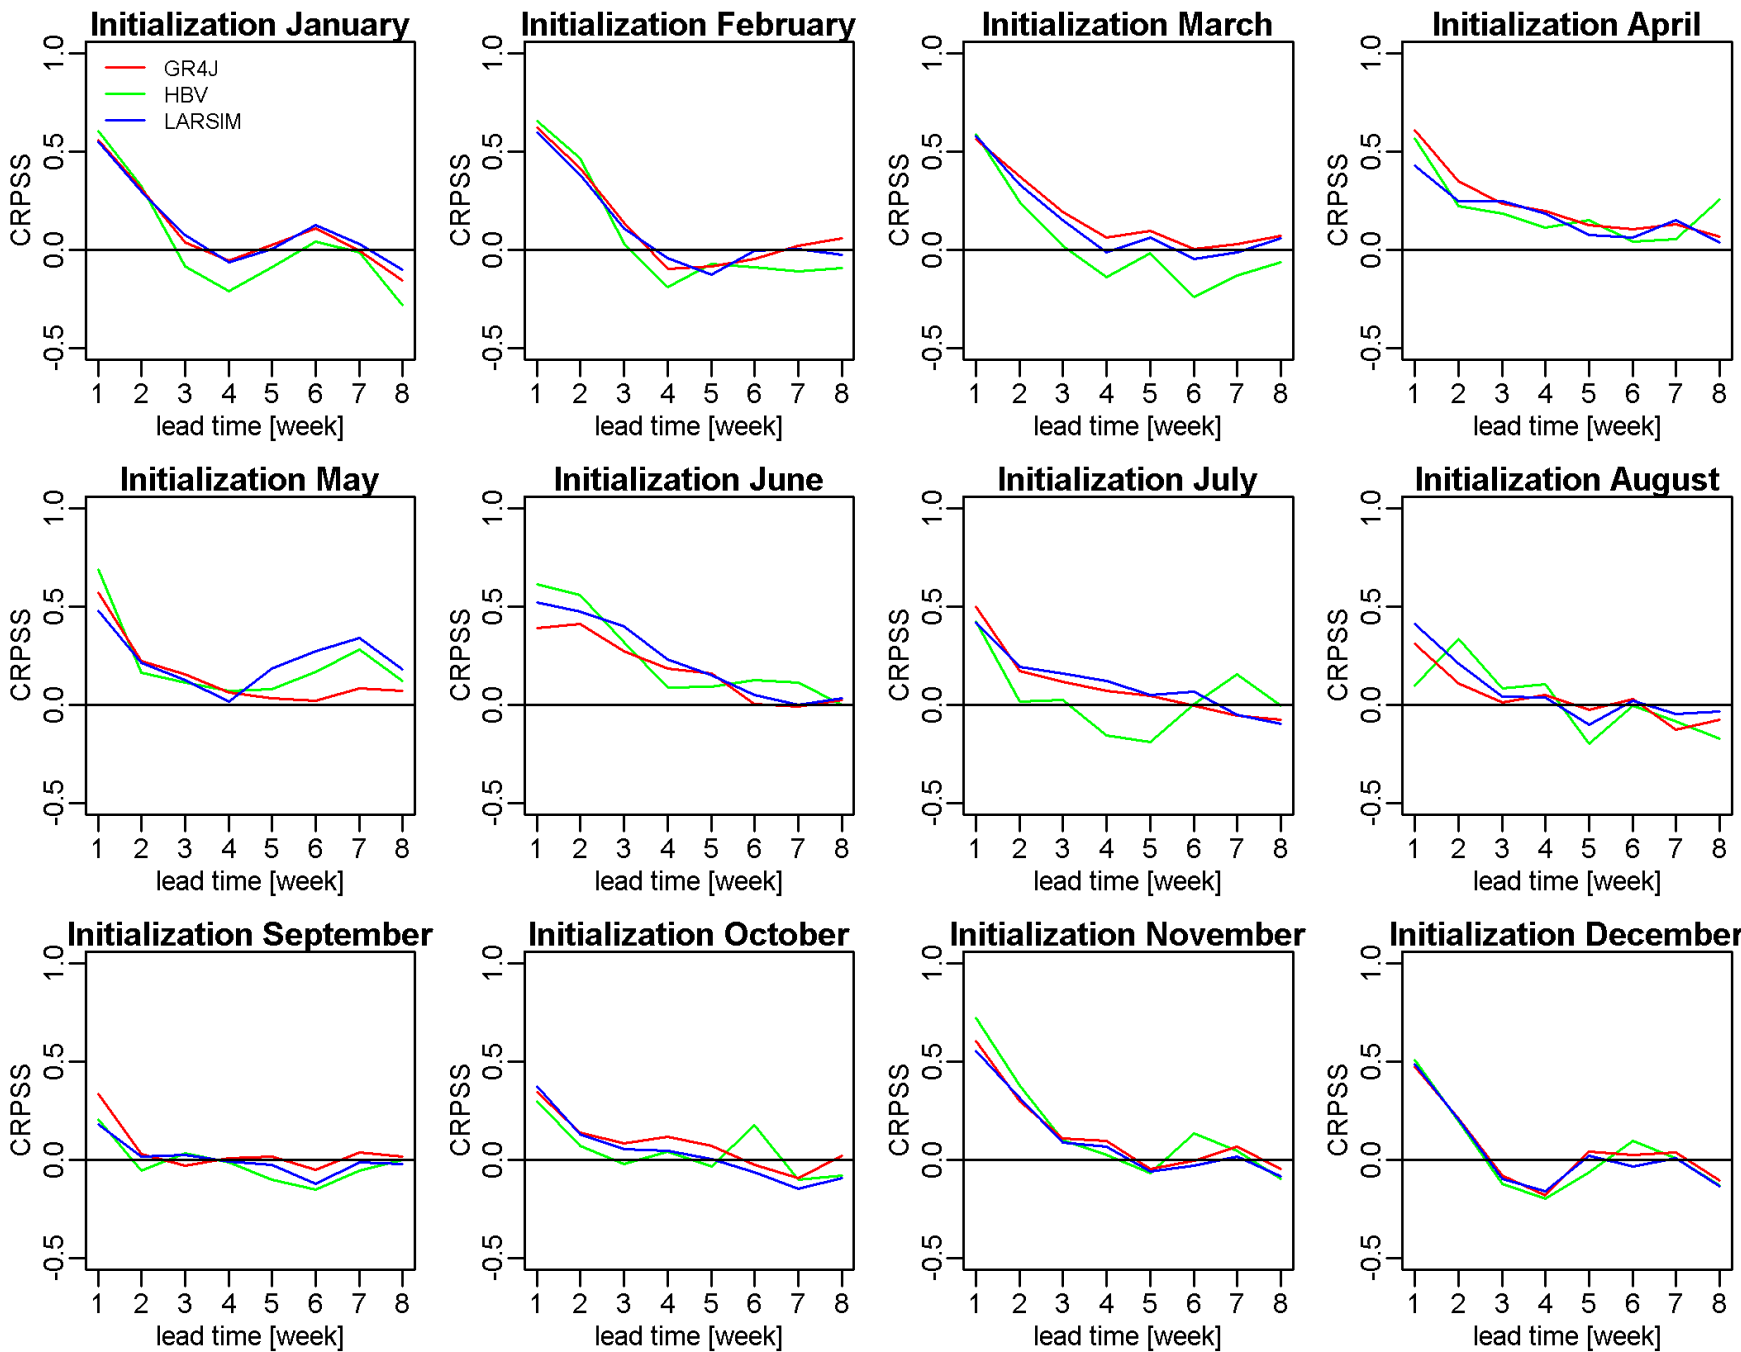 Initialization January
1.0
0.5
0.0
-0.5
CRPSS
GR4J
HBV
LARSIM
1 2 3 4 5 6 7 8
lead time [week]
Initialization February
1.0
0.5
0.0
-0.5
CRPSS
1 2 3 4 5 6 7 8
lead time [week]
Initialization March
1.0
0.5
0.0
-0.5
CRPSS
1 2 3 4 5 6 7 8
lead time [week]
Initialization April
1.0
0.5
0.0
-0.5
CRPSS
1 2 3 4 5 6 7 8
lead time [week]
Initialization May
1.0
0.5
0.0
-0.5
CRPSS
1 2 3 4 5 6 7 8
lead time [week]
Initialization June
1.0
0.5
0.0
-0.5
CRPSS
1 2 3 4 5 6 7 8
lead time [week]
Initialization July
1.0
0.5
0.0
-0.5
CRPSS
1 2 3 4 5 6 7 8
lead time [week]
Initialization August
1.0
0.5
0.0
-0.5
CRPSS
1 2 3 4 5 6 7 8
lead time [week]
Initialization September
1.0
0.5
0.0
-0.5
CRPSS
1 2 3 4 5 6 7 8
lead time [week]
Initialization October
1.0
0.5
0.0
-0.5
CRPSS
1 2 3 4 5 6 7 8
lead time [week]
Initialization November
1.0
0.5
0.0
-0.5
CRPSS
1 2 3 4 5 6 7 8
lead time [week]
Initialization December
1.0
0.5
0.0
-0.5
CRPSS
1 2 3 4 5 6 7 8
lead time [week]